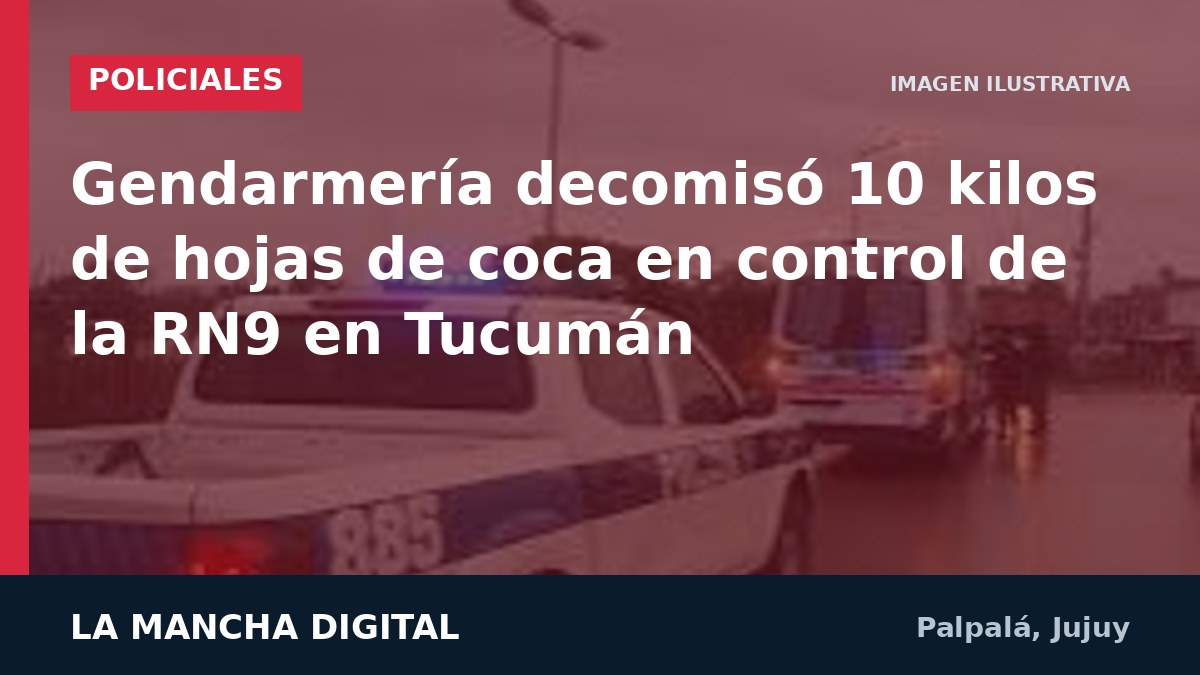 POLICIALES
IMAGEN ILUSTRATIVA
Gendarmería decomisó 10 kilos
de hojas de coca en control de
la RN9 en Tucumán
885
LA MANCHA DIGITAL
Palpalá, Jujuy